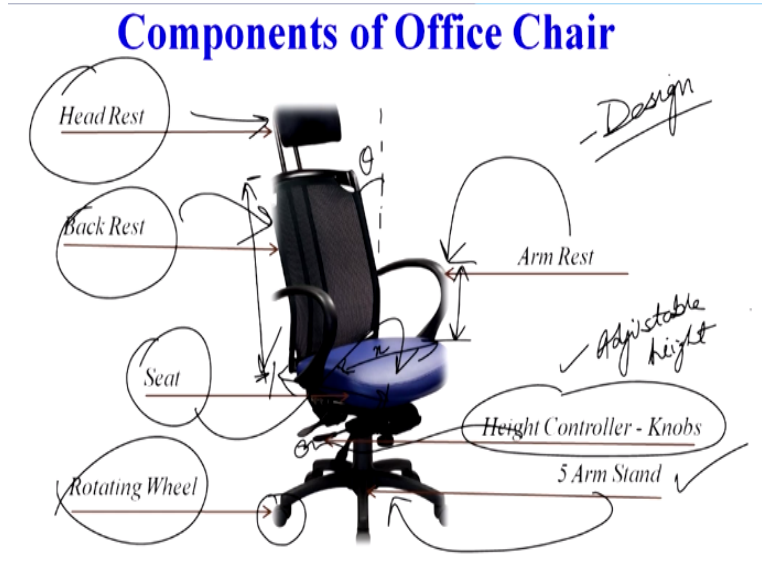 Components of Office Chair
Head Rest
- Design
θ
Back Rest
Arm Rest
Adjustable
height
x
Seat
Height Controller - Knobs
5 Arm Stand
Rotating Wheel